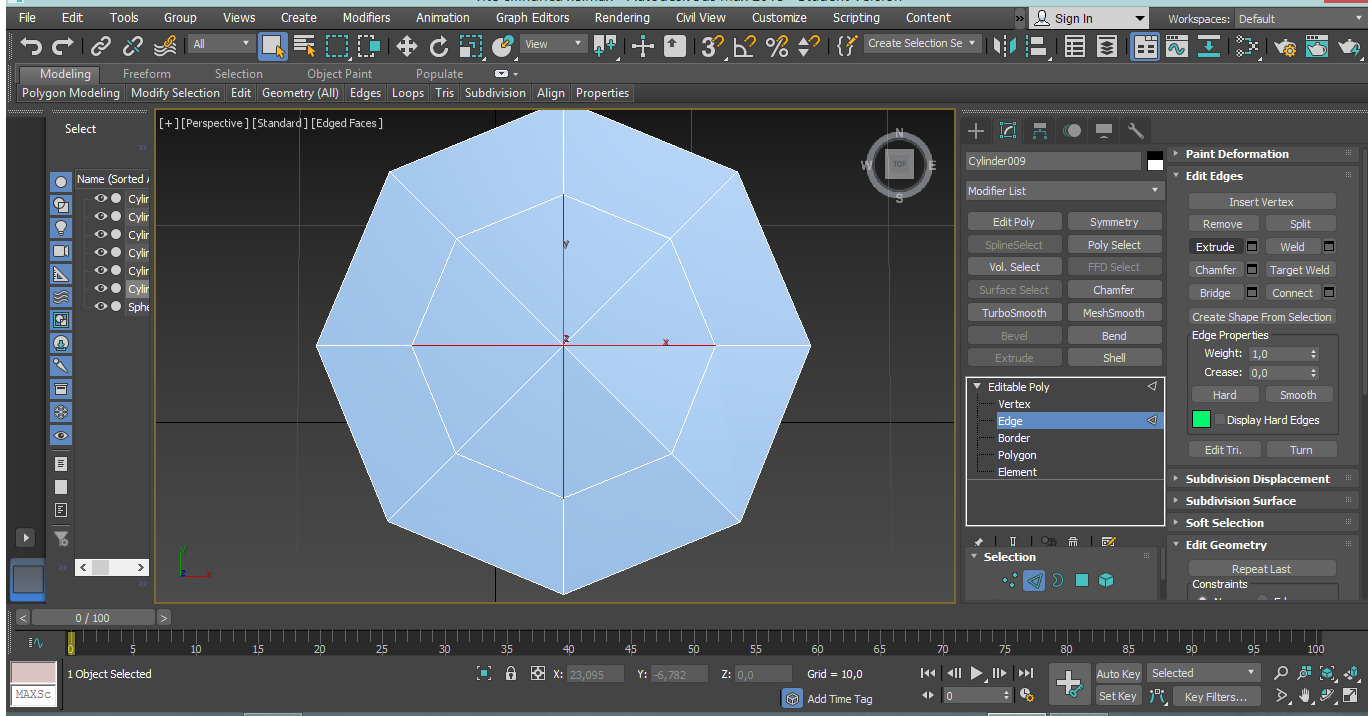 File Edit Tools Group Views Create Modifiers Animation Graph Editors Rendering Civil View Customize Scripting Content » Sign In Workspaces: Default
All View Create Selection Se
Modeling Freeform Selection Object Paint Populate
Polygon Modeling Modify Selection Edit Geometry (All) Edges Loops Tris Subdivision Align Properties
Select
Name (Sorted A
Cylir
Cylir
Cylir
Cylir
Cylir
Cylir
Sphe
[+] [Perspective ] [Standard ] [Edged Faces ]
N
W TOP E
S
y
z x
y
z x
Cylinder009
Modifier List
Edit Poly Symmetry
SplineSelect Poly Select
Vol. Select FFD Select
Surface Select Chamfer
TurboSmooth MeshSmooth
Bevel Bend
Extrude Shell
Editable Poly
Vertex
Edge
Border
Polygon
Element
Selection
Paint Deformation
Edit Edges
Insert Vertex
Remove Split
Extrude Weld
Chamfer Target Weld
Bridge Connect
Create Shape From Selection
Edge Properties
Weight: 1,0
Crease: 0,0
Hard Smooth
Display Hard Edges
Edit Tri. Turn
Subdivision Displacement
Subdivision Surface
Soft Selection
Edit Geometry
Repeat Last
Constraints
< 0 / 100 >
0 5 10 15 20 25 30 35 40 45 50 55 60 65 70 75 80 85 90 95 100
1 Object Selected X: 23,095 Y: -6,782 Z: 0,0 Grid = 10,0 Auto Key Selected
MAXSc Add Time Tag 0 Set Key Key Filters...